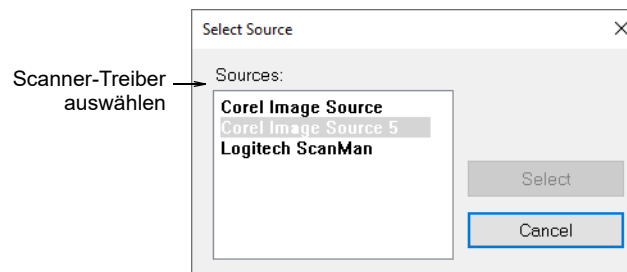 Select Source
Scanner-Treiber
auswählen
Sources:
Corel Image Source
Corel Image Source 5
Logitech ScanMan
Select
Cancel